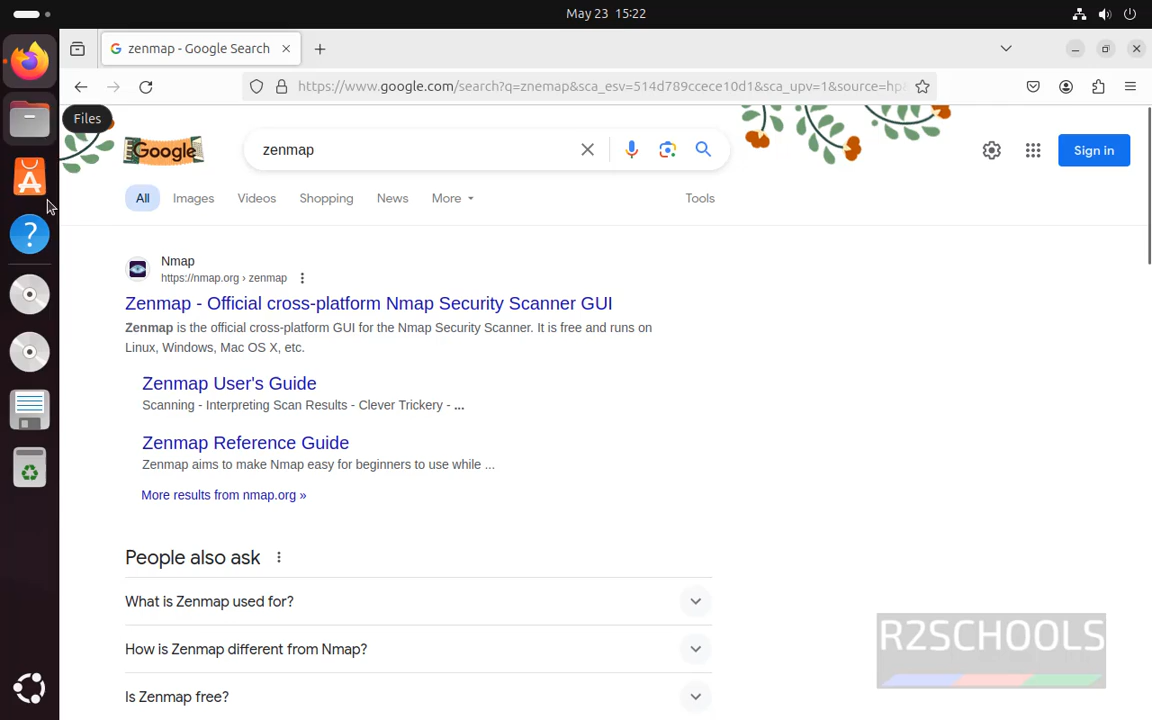 May 23 15:22
zenmap - Google Search
https://www.google.com/search?q=znemap&sca_esv=514d789ccece10d1&sca_upv=1&source=hp&
Files
Google
zenmap
Sign in
All
Images
Videos
Shopping
News
More
Tools
Nmap
https://nmap.org › zenmap
Zenmap - Official cross-platform Nmap Security Scanner GUI
Zenmap is the official cross-platform GUI for the Nmap Security Scanner. It is free and runs on
Linux, Windows, Mac OS X, etc.
Zenmap User's Guide
Scanning - Interpreting Scan Results - Clever Trickery - ...
Zenmap Reference Guide
Zenmap aims to make Nmap easy for beginners to use while ...
More results from nmap.org »
People also ask
What is Zenmap used for?
How is Zenmap different from Nmap?
Is Zenmap free?
R2SCHOOLS